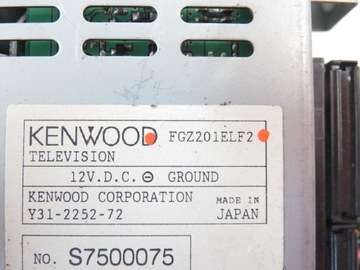 KENWOOD FGZ201ELF2
TELEVISION
12V.D.C. ⊖ GROUND
KENWOOD CORPORATION MADE IN
Y31-2252-72 JAPAN
NO. S7500075